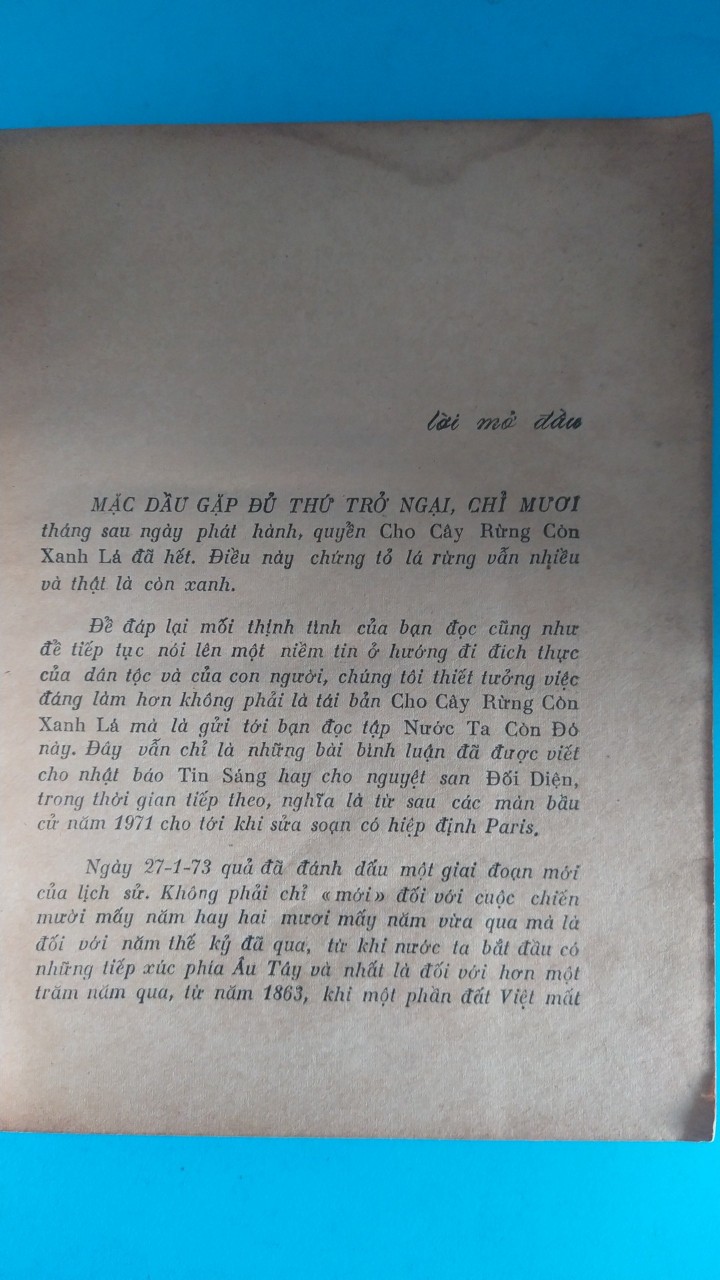 lời mở đầu
MẶC DẦU GẶP ĐỦ THỨ TRỞ NGẠI, CHỈ MƯƠI
tháng sau ngày phát hành, quyển Cho Cây Rừng Còn
Xanh Lá đã hết. Điều này chứng tỏ lá rừng vẫn nhiều
và thật là còn xanh.
Để đáp lại mối thịnh tình của bạn đọc cũng như
để tiếp tục nói lên một niềm tin ở hướng đi đích thực
của dân tộc và của con người, chúng tôi thiết tưởng việc
đáng làm hơn không phải là tái bản Cho Cây Rừng Còn
Xanh Lá mà là gửi tới bạn đọc tập Nước Ta Còn Đó
này. Đây vẫn chỉ là những bài bình luận đã được viết
cho nhật báo Tin Sáng hay cho nguyệt san Đối Diện,
trong thời gian tiếp theo, nghĩa là từ sau các màn bầu
cử năm 1971 cho tới khi sửa soạn có hiệp định Paris.
Ngày 27-1-73 quả đã đánh dấu một giai đoạn mới
của lịch sử. Không phải chỉ «mới» đối với cuộc chiến
mười mấy năm hay hai mươi mấy năm vừa qua mà là
đối với năm thế kỷ đã qua, từ khi nước ta bắt đầu có
những tiếp xúc phía Âu Tây và nhất là đối với hơn một
trăm năm qua, từ năm 1863, khi một phần đất Việt mất